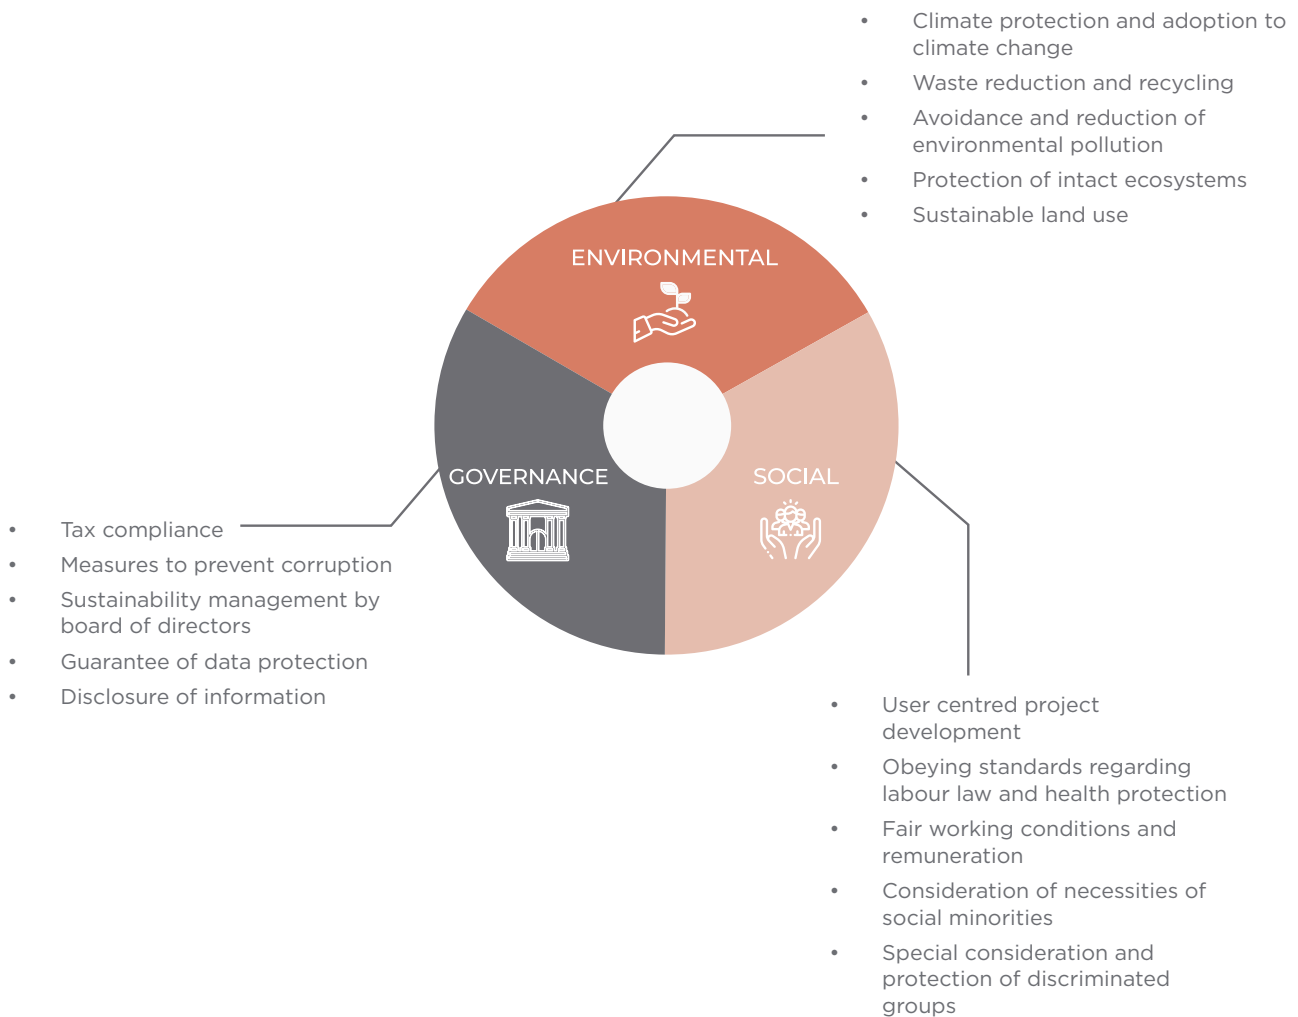 • Climate protection and adoption to
climate change
• Waste reduction and recycling
• Avoidance and reduction of
environmental pollution
• Protection of intact ecosystems
• Sustainable land use
ENVIRONMENTAL
GOVERNANCE
SOCIAL
• Tax compliance
• Measures to prevent corruption
• Sustainability management by
board of directors
• Guarantee of data protection
• Disclosure of information
• User centred project
development
• Obeying standards regarding
labour law and health protection
• Fair working conditions and
remuneration
• Consideration of necessities of
social minorities
• Special consideration and
protection of discriminated
groups